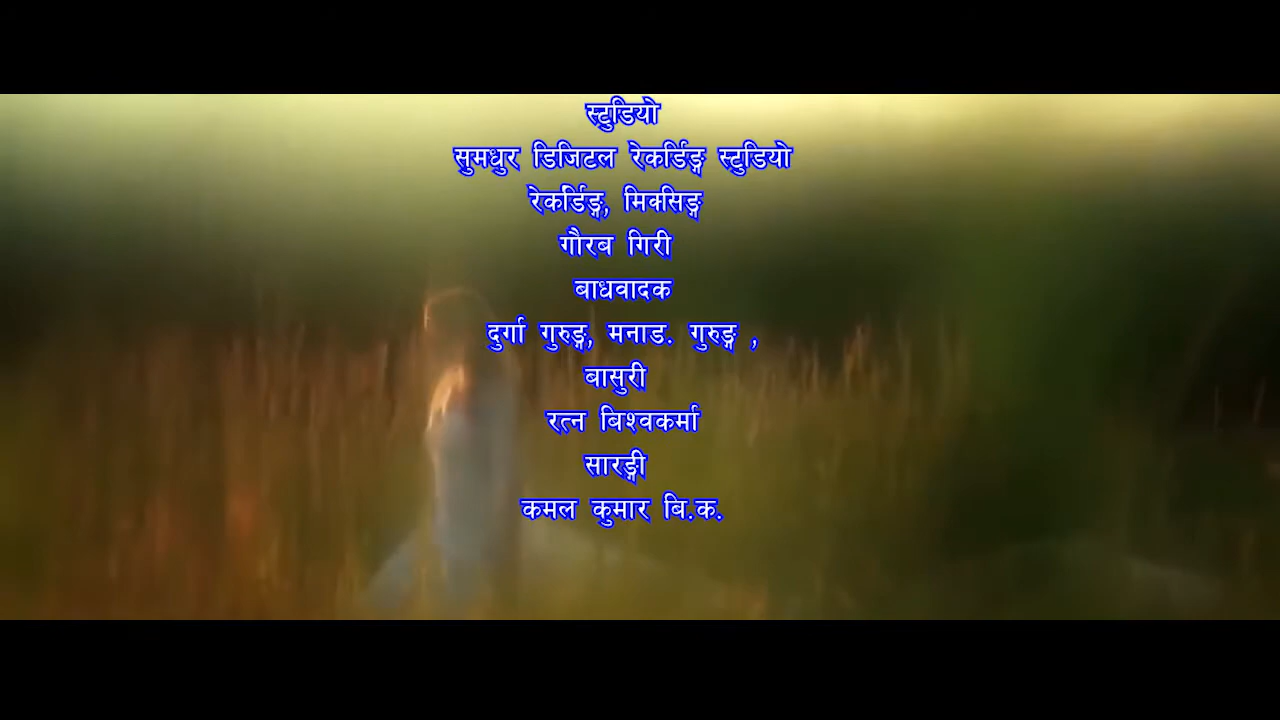 स्टुडियो
सुमधुर डिजिटल रेकर्डिङ्ग स्टुडियो
रेकर्डिङ्ग, मिक्सिङ्ग
गौरब गिरी
बाधवादक
दुर्गा गुरुङ्ग, मनाड. गुरुङ्ग ,
बासुरी
रत्न बिश्वकर्मा
सारङ्गी
कमल कुमार बि.क.